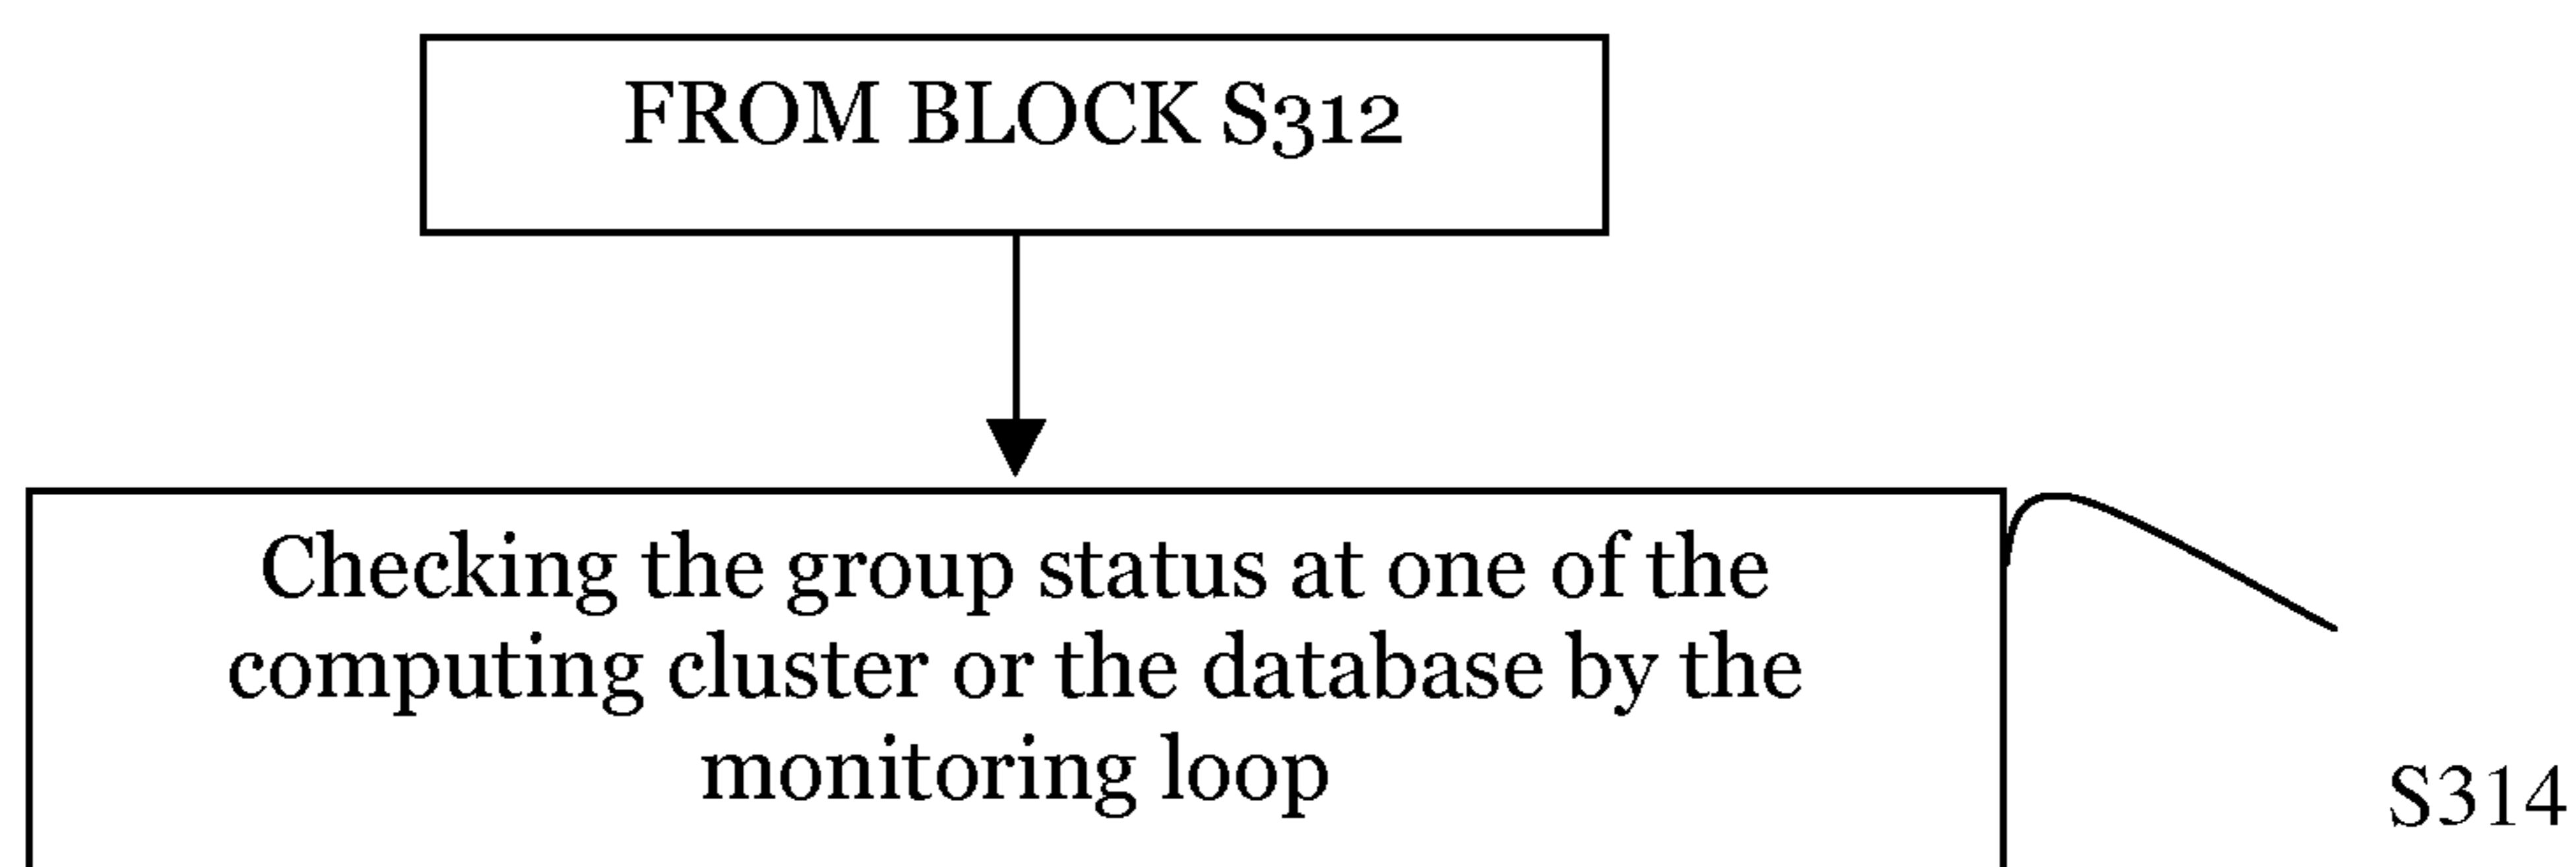 FROM BLOCK S312
Checking the group status at one of the
computing cluster or the database by the
monitoring loop
S314